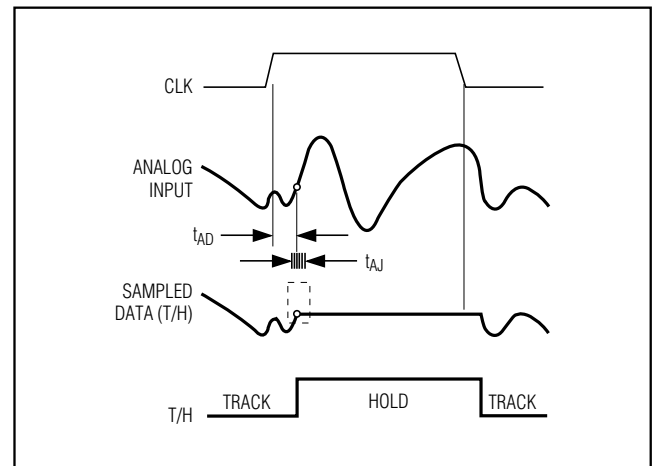 CLK
ANALOG
INPUT
tAD
tAJ
SAMPLED
DATA (T/H)
TRACK
HOLD
TRACK
T/H